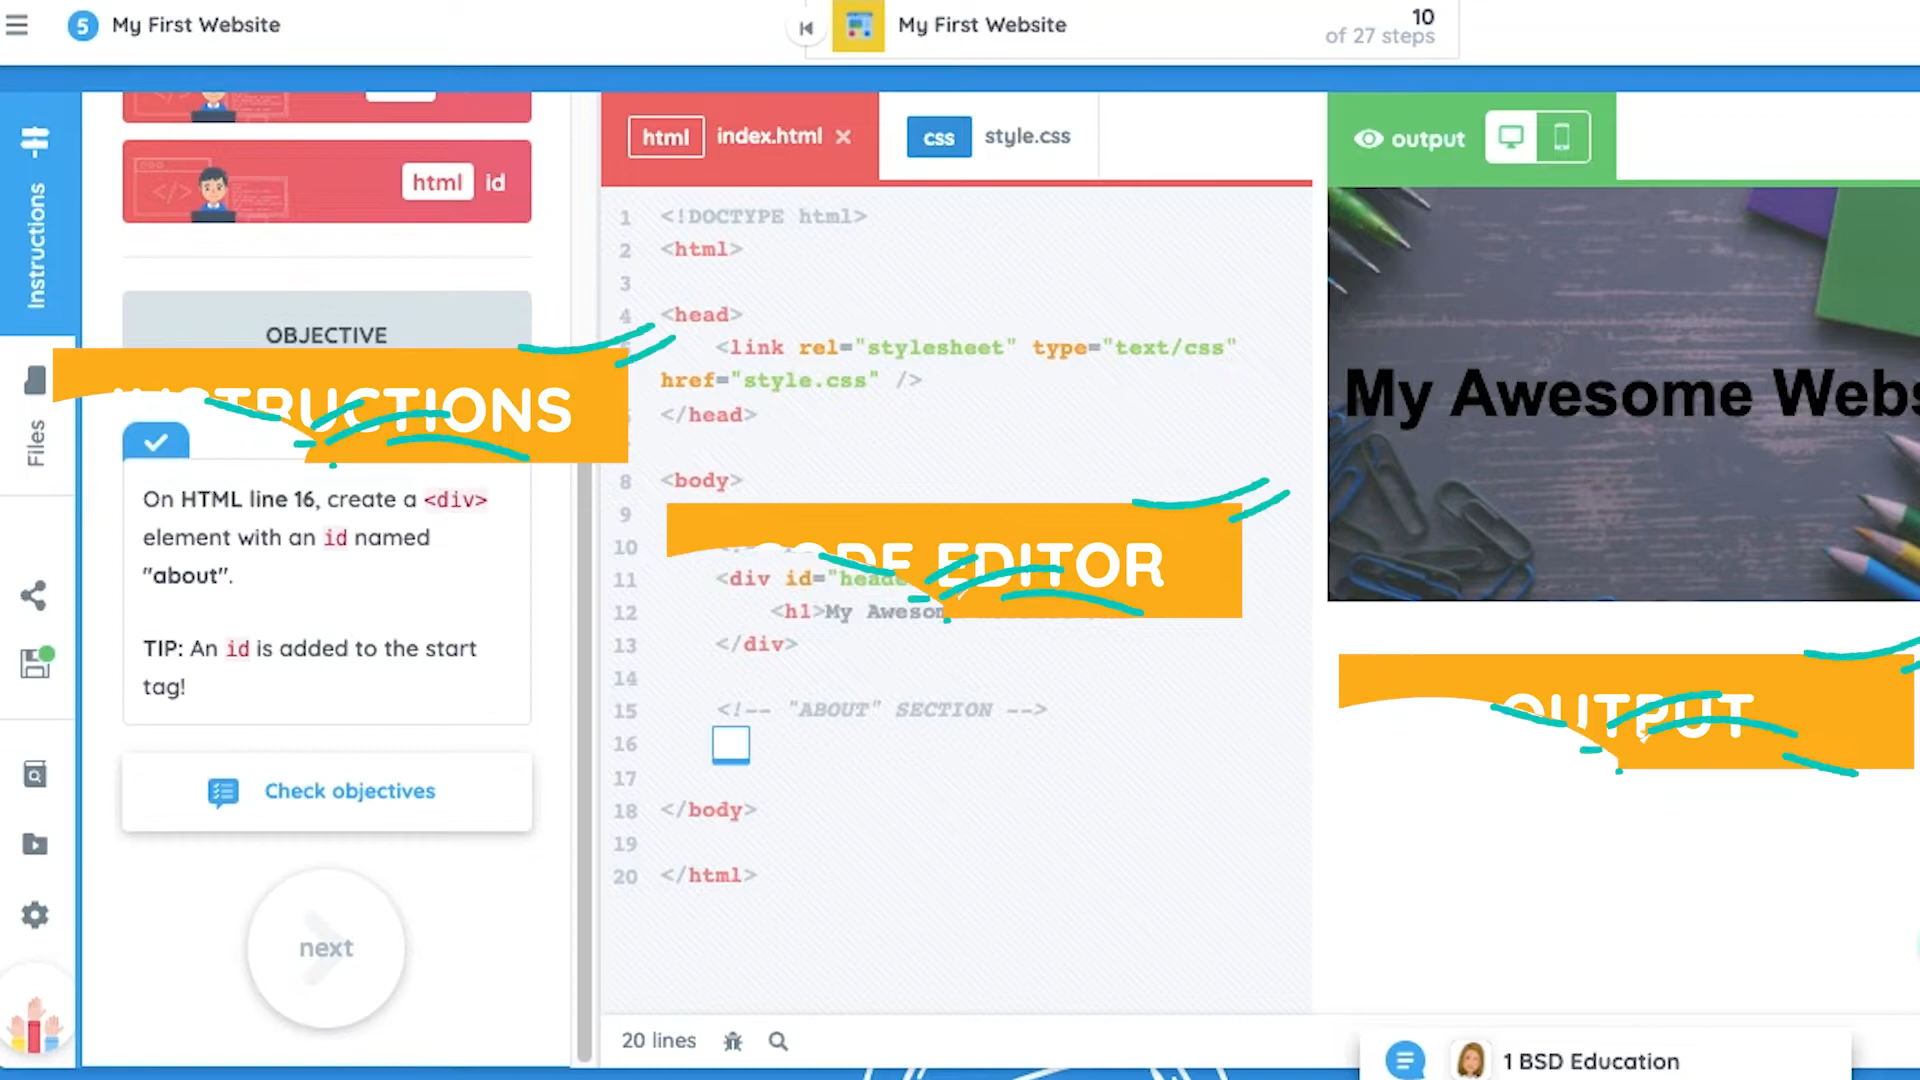 5 My First Website
My First Website
10
of 27 steps
Instructions
Files
html id
OBJECTIVE
INSTRUCTIONS
On HTML line 16, create a <div>
element with an id named
"about".
TIP: An id is added to the start
tag!
Check objectives
next
html index.html
css style.css
1 <!DOCTYPE html>
2 <html>
3
4 <head>
<link rel="stylesheet" type="text/css"
href="style.css" />
</head>
8 <body>
9
CODE EDITOR
10
11 <div id="heade
12 <h1>My Awesom
13 </div>
14
15 <!-- "ABOUT" SECTION -->
16
17
18 </body>
19
20 </html>
20 lines
output
My Awesome Webs
OUTPUT
1 BSD Education